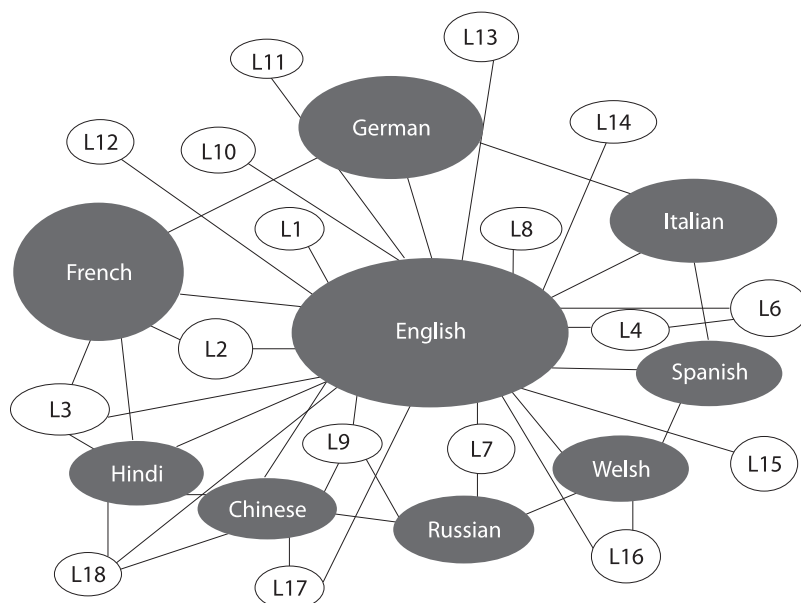 L13
L11
German
L14
L12
L10
Italian
L1
L8
French
L6
English
L4
L2
Spanish
L3
L9
L7
L15
Welsh
Hindi
Chinese
Russian
L16
L18
L17